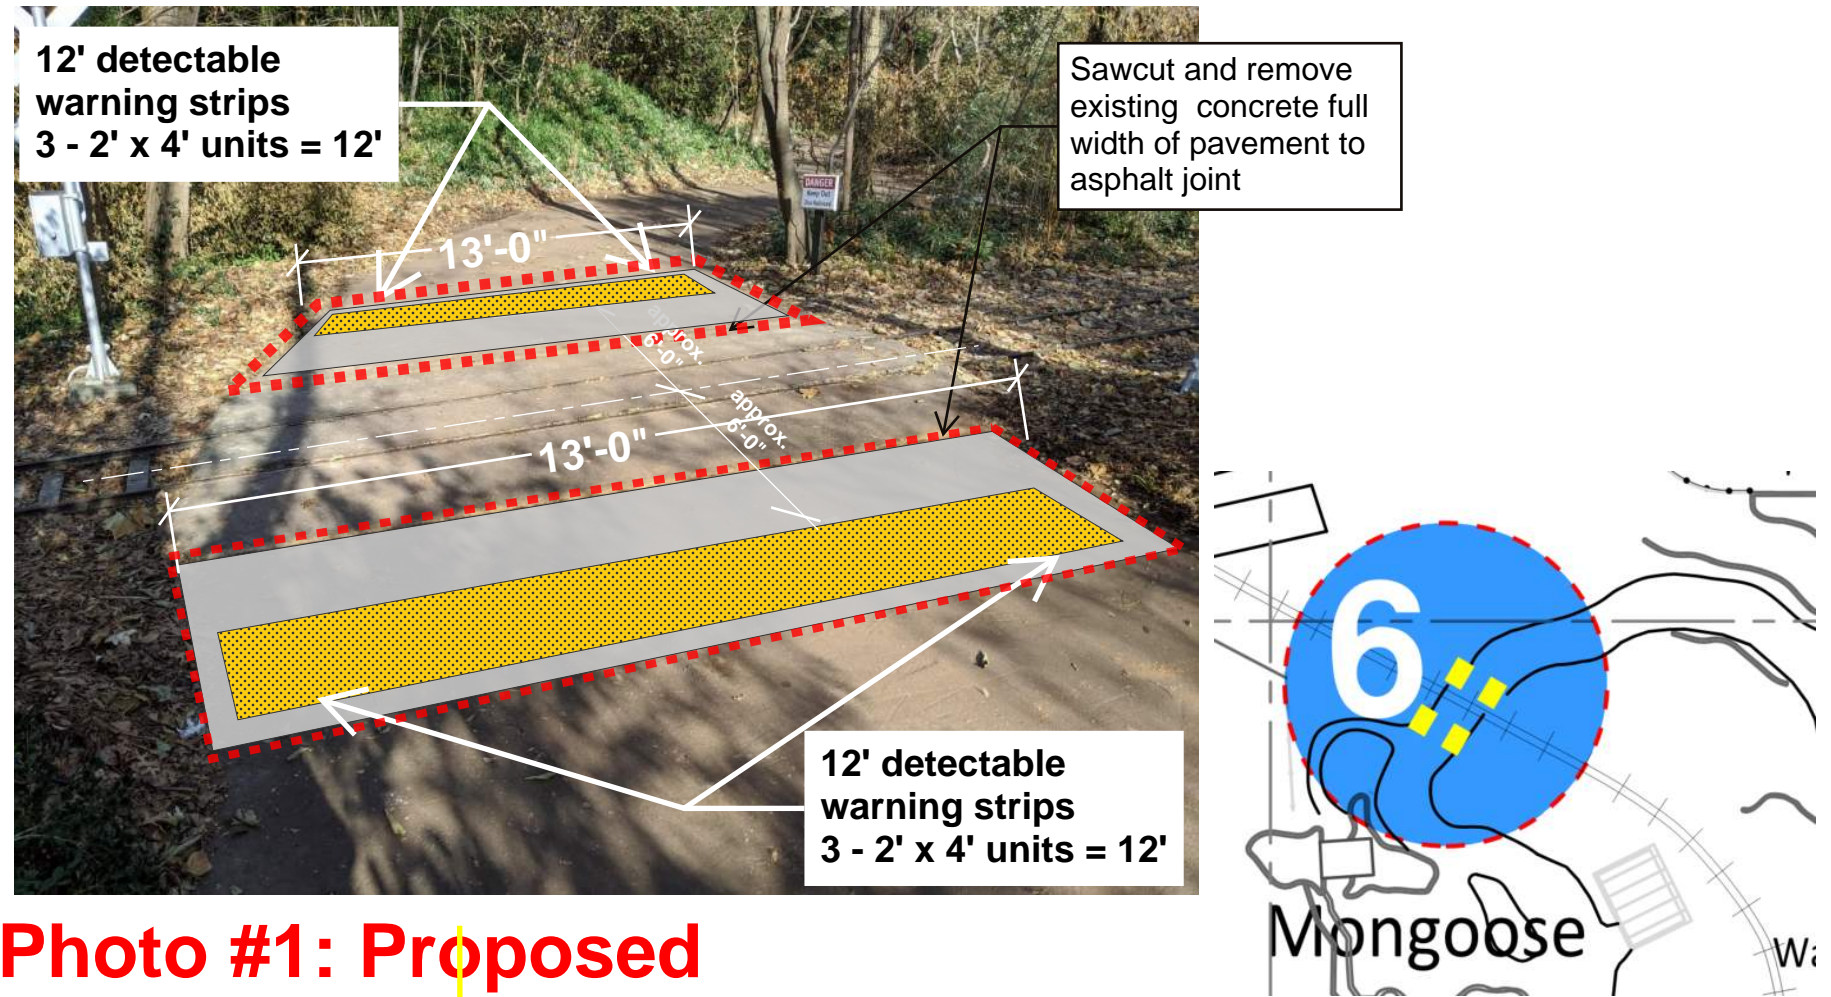 12' detectable
warning strips
3 - 2' x 4' units = 12'
Sawcut and remove
existing  concrete full
width of pavement to
asphalt joint
DANGER
Keep Out
13'-0"
approx.
6'-0"
approx.
6'-0"
13'-0"
12' detectable
warning strips
3 - 2' x 4' units = 12'
Photo #1: Proposed
6
Mongoose